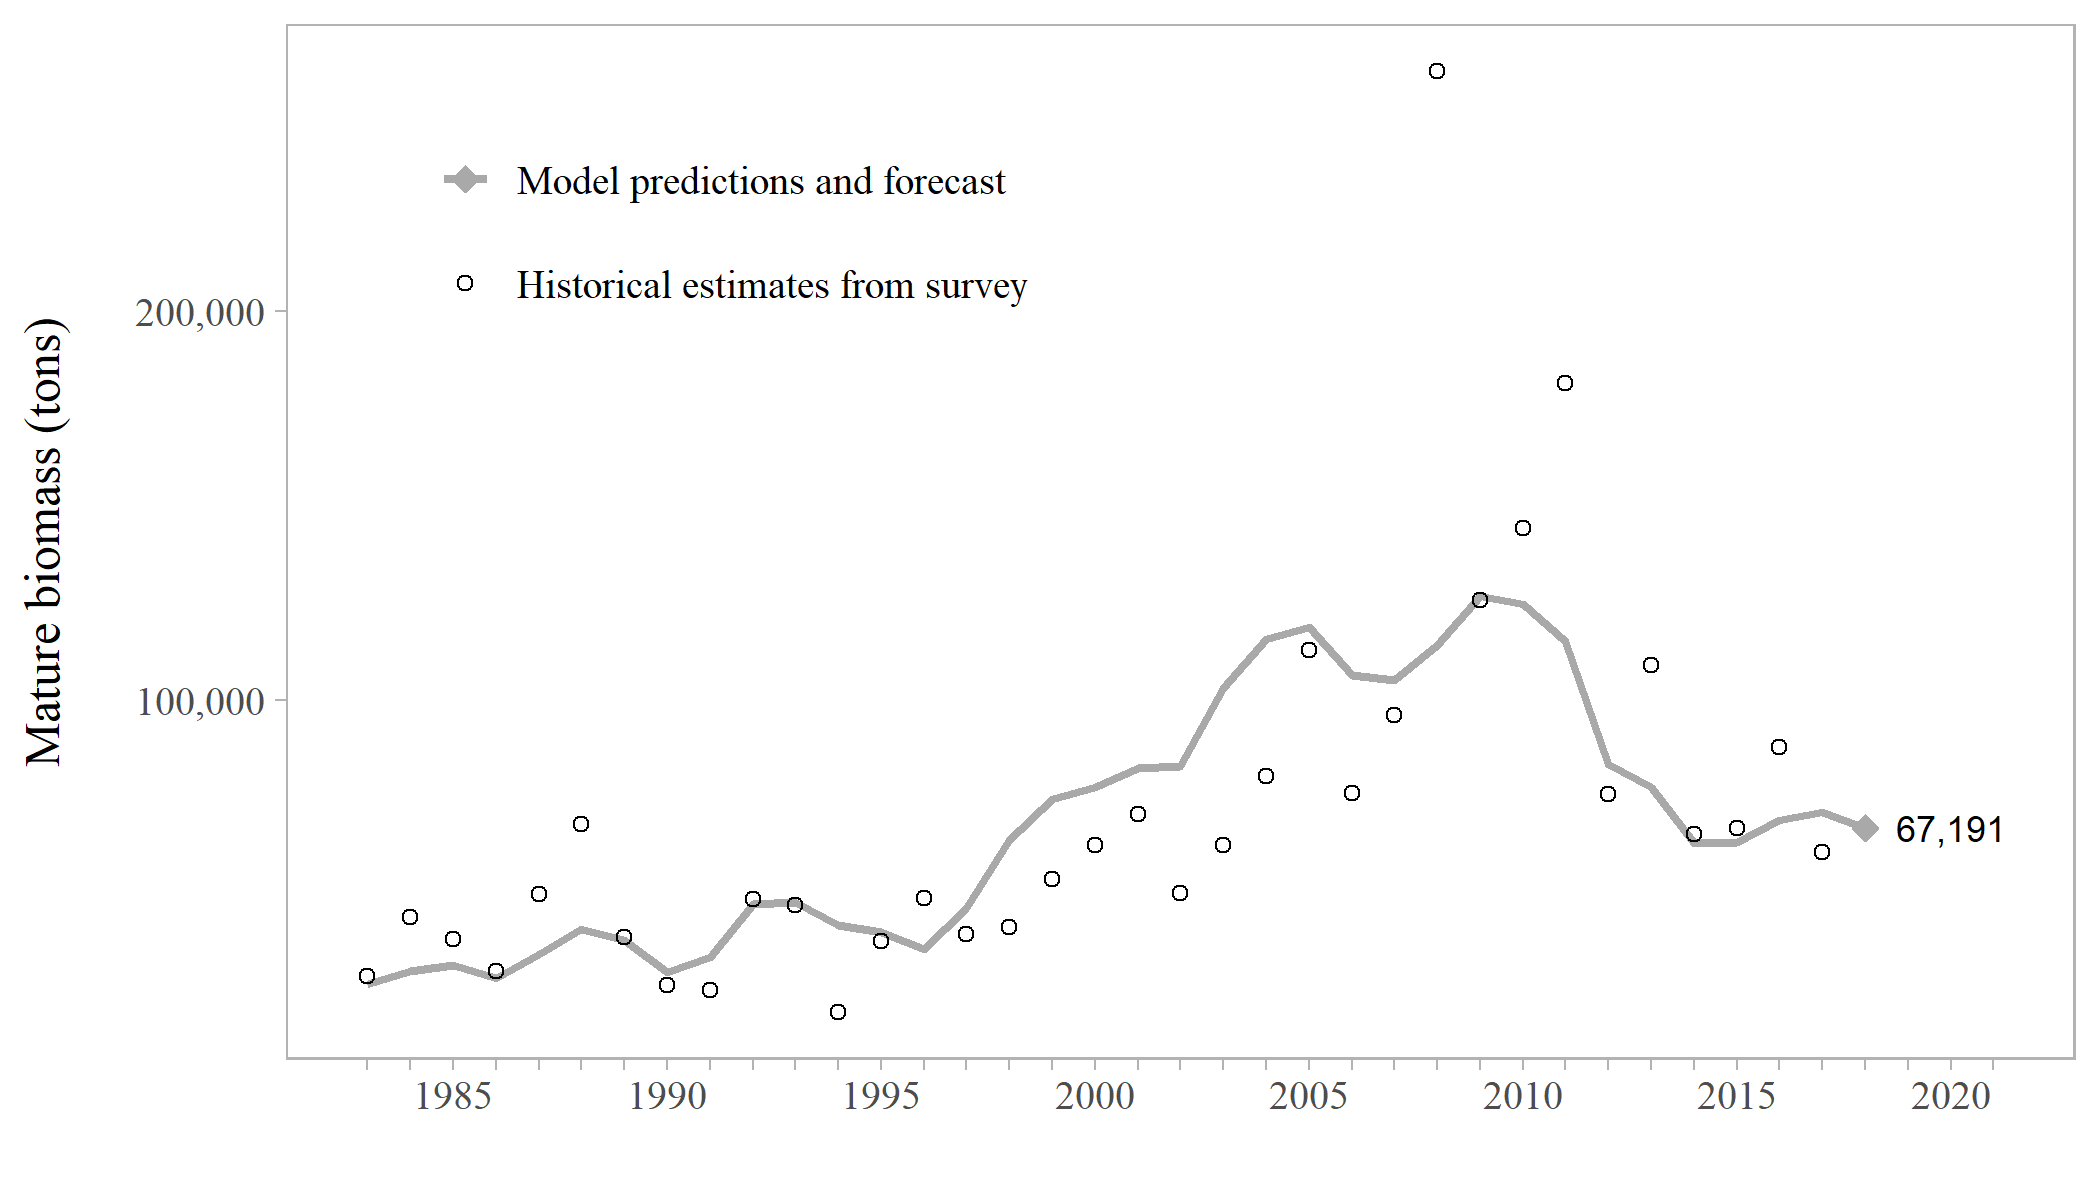 Model predictions and forecast
Historical estimates from survey
200,000
100,000
Mature biomass (tons)
67,191
1985 1990 1995 2000 2005 2010 2015 2020